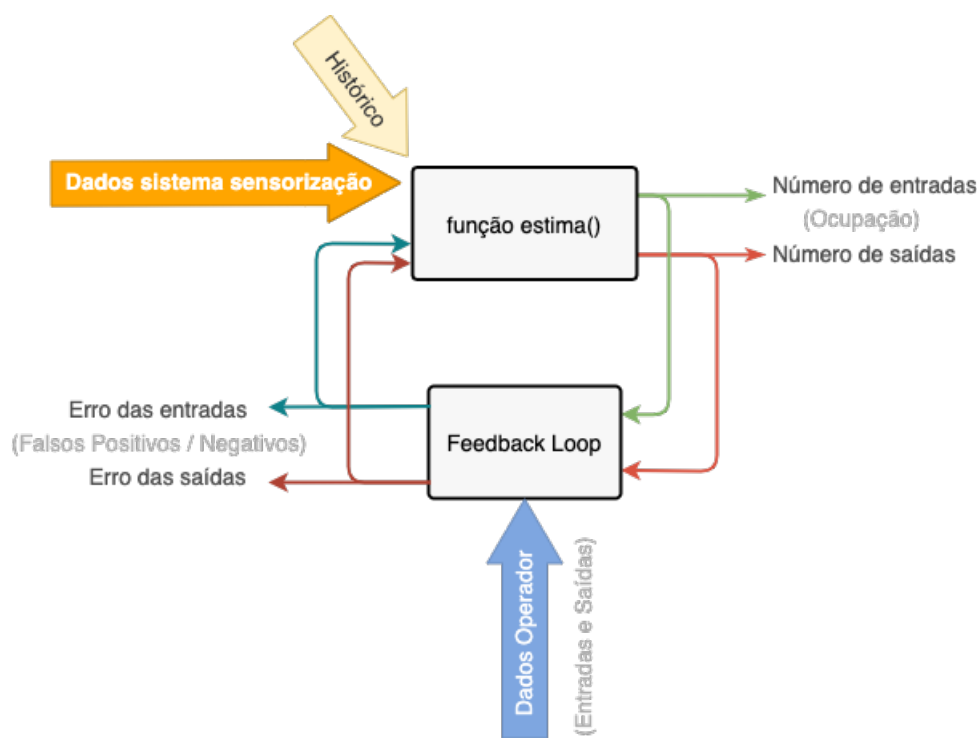 Histórico
Dados sistema sensorização
função estima()
Número de entradas
(Ocupação)
Número de saídas
Erro das entradas
(Falsos Positivos / Negativos)
Erro das saídas
Feedback Loop
Dados Operador
(Entradas e Saídas)